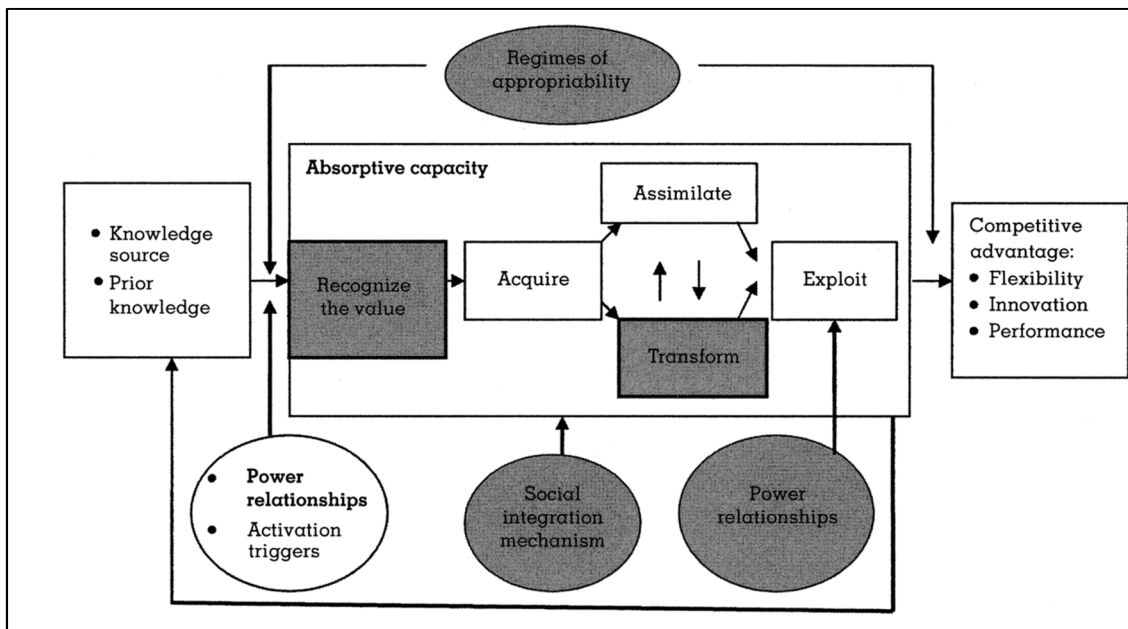 Regimes of
appropriability
Absorptive capacity
• Knowledge
source
• Prior
knowledge
Recognize
the value
Acquire
Assimilate
Transform
Exploit
Competitive
advantage:
• Flexibility
• Innovation
• Performance
• Power
relationships
• Activation
triggers
Social
integration
mechanism
Power
relationships